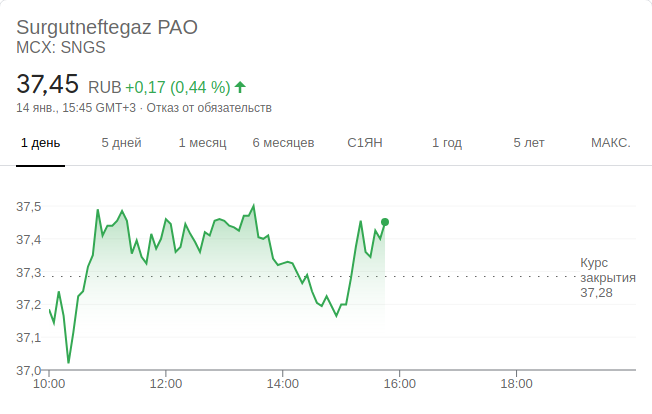 Surgutneftegaz PAO
MCX: SNGS
37,45 RUB +0,17 (0,44 %)
14 янв., 15:45 GMT+3 · Отказ от обязательств
1 день 5 дней 1 месяц 6 месяцев С1ЯН 1 год 5 лет МАКС.
37,5
37,4
37,3
Курс
закрытия
37,28
37,2
37,1
37,0
10:00 12:00 14:00 16:00 18:00